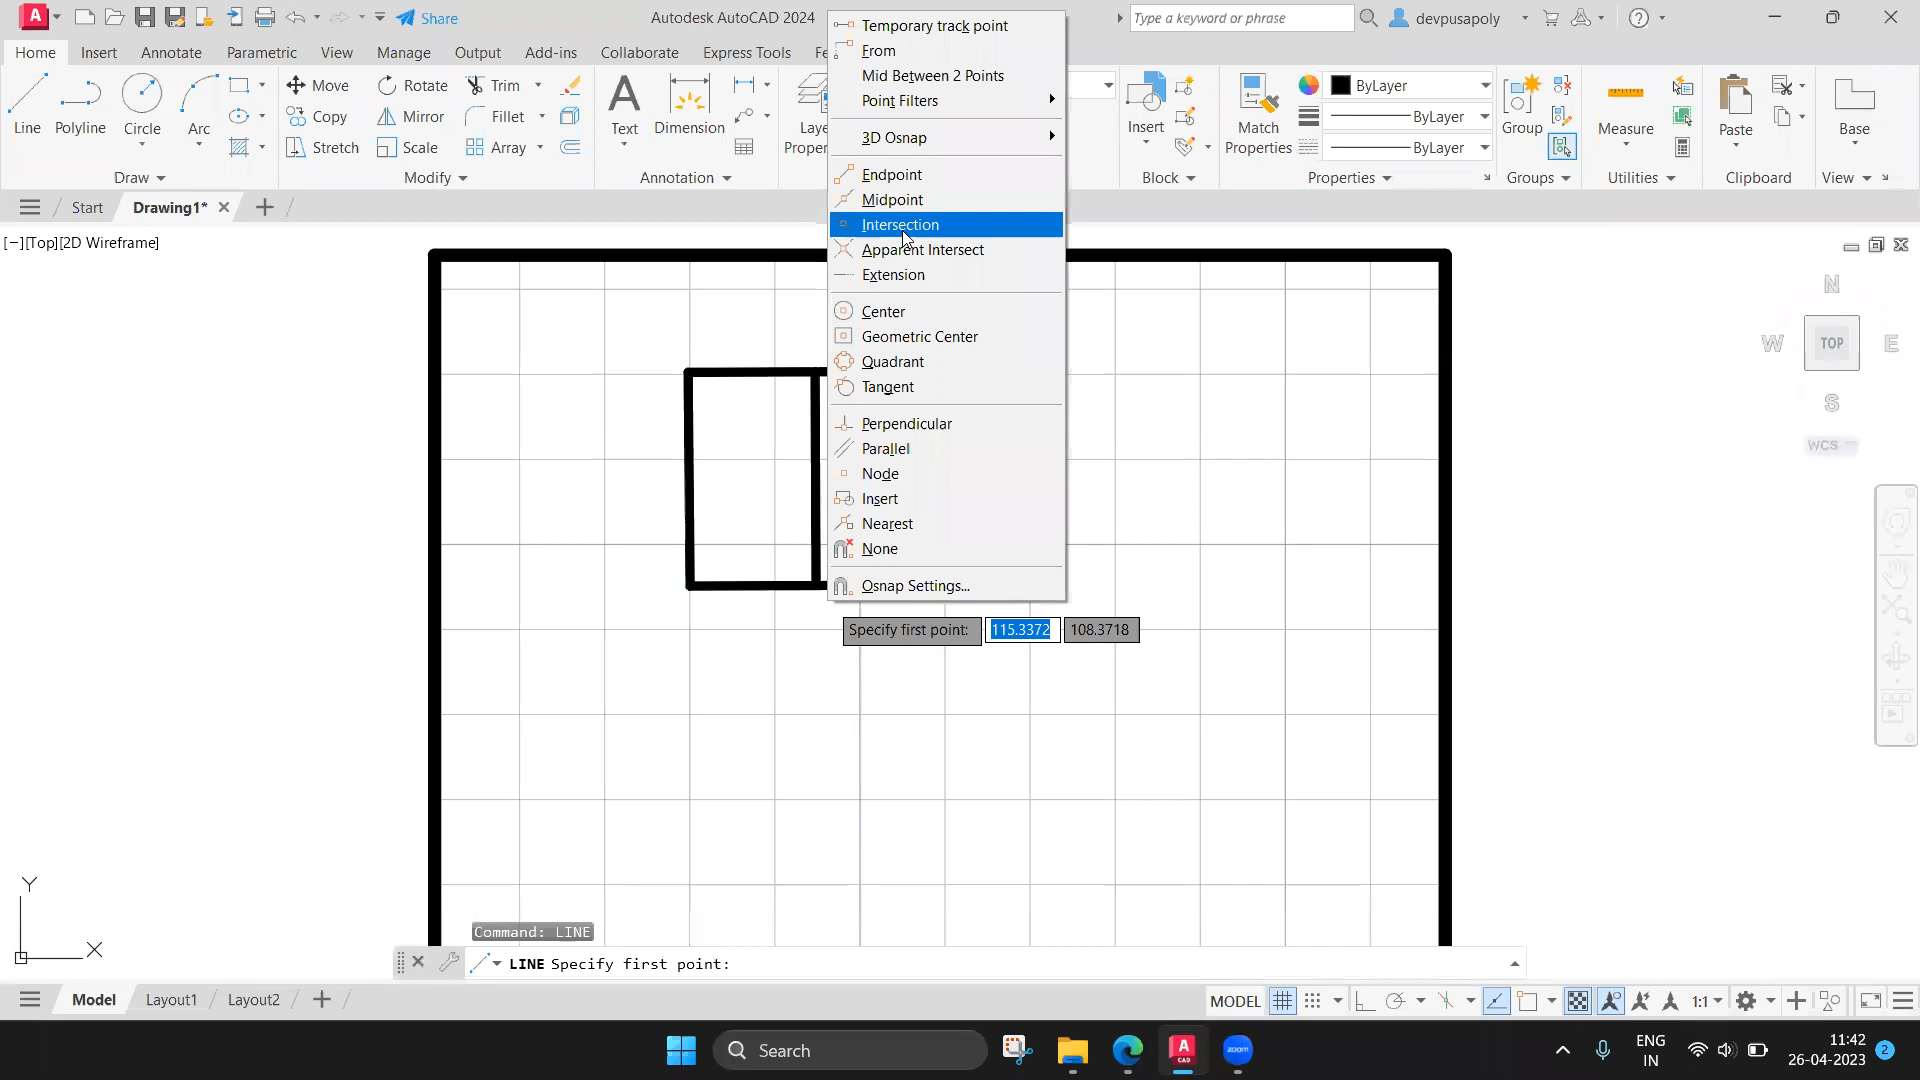 Share
Autodesk AutoCAD 2024
Type a keyword or phrase
devpusapoly
Home Insert Annotate Parametric View Manage Output Add-ins Collaborate Express Tools
Line Polyline Circle Arc
Move Rotate Trim
Copy Mirror Fillet
Stretch Scale Array
Text Dimension
Insert
Match
Properties
ByLayer
ByLayer
ByLayer
Group
Measure
Paste
Base
Draw Modify Annotation Block Properties Groups Utilities Clipboard View
Start Drawing1*
[−][Top][2D Wireframe]
Temporary track point
From
Mid Between 2 Points
Point Filters
3D Osnap
Endpoint
Midpoint
Intersection
Apparent Intersect
Extension
Center
Geometric Center
Quadrant
Tangent
Perpendicular
Parallel
Node
Insert
Nearest
None
Osnap Settings...
N
W TOP E
S
WCS
Specify first point: 115.3372 108.3718
Y
X
Command: LINE
LINE Specify first point:
Model Layout1 Layout2
MODEL 1:1
Search
A
CAD
zoom
ENG
IN
11:42
26-04-2023
2